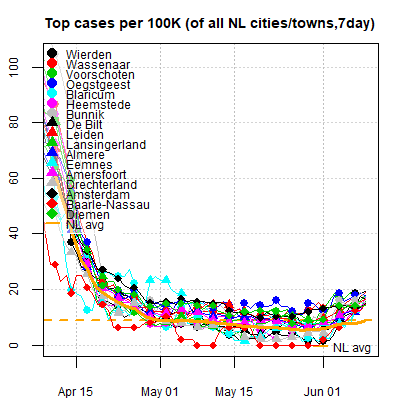 Top cases per 100K (of all NL cities/towns,7day)
Wierden
Wassenaar
Voorschoten
Oegstgeest
Blaricum
Heemstede
Bunnik
De Bilt
Leiden
Lansingerland
Almere
Eemnes
Amersfoort
Drechterland
Amsterdam
Baarle-Nassau
Diemen
NL avg
100
80
60
40
20
0
NL avg
Apr 15
May 01
May 15
Jun 01